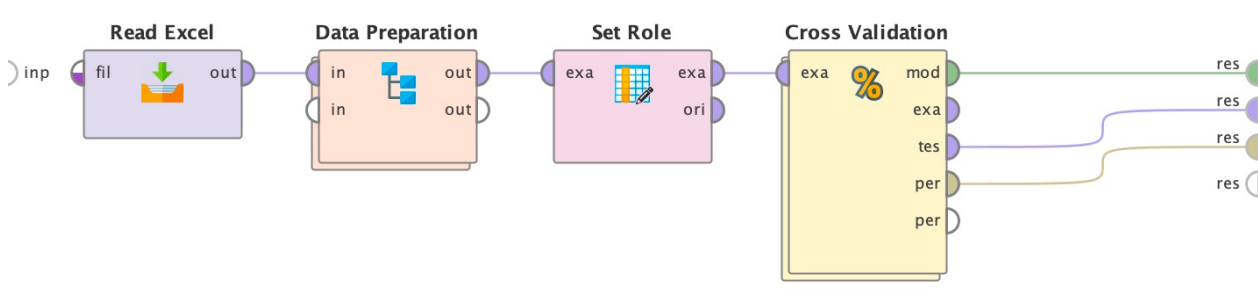 Read Excel
Data Preparation
Set Role
Cross Validation
inp
fil
out
in
out
in
out
exa
exa
ori
exa
mod
exa
tes
per
per
res
res
res
res